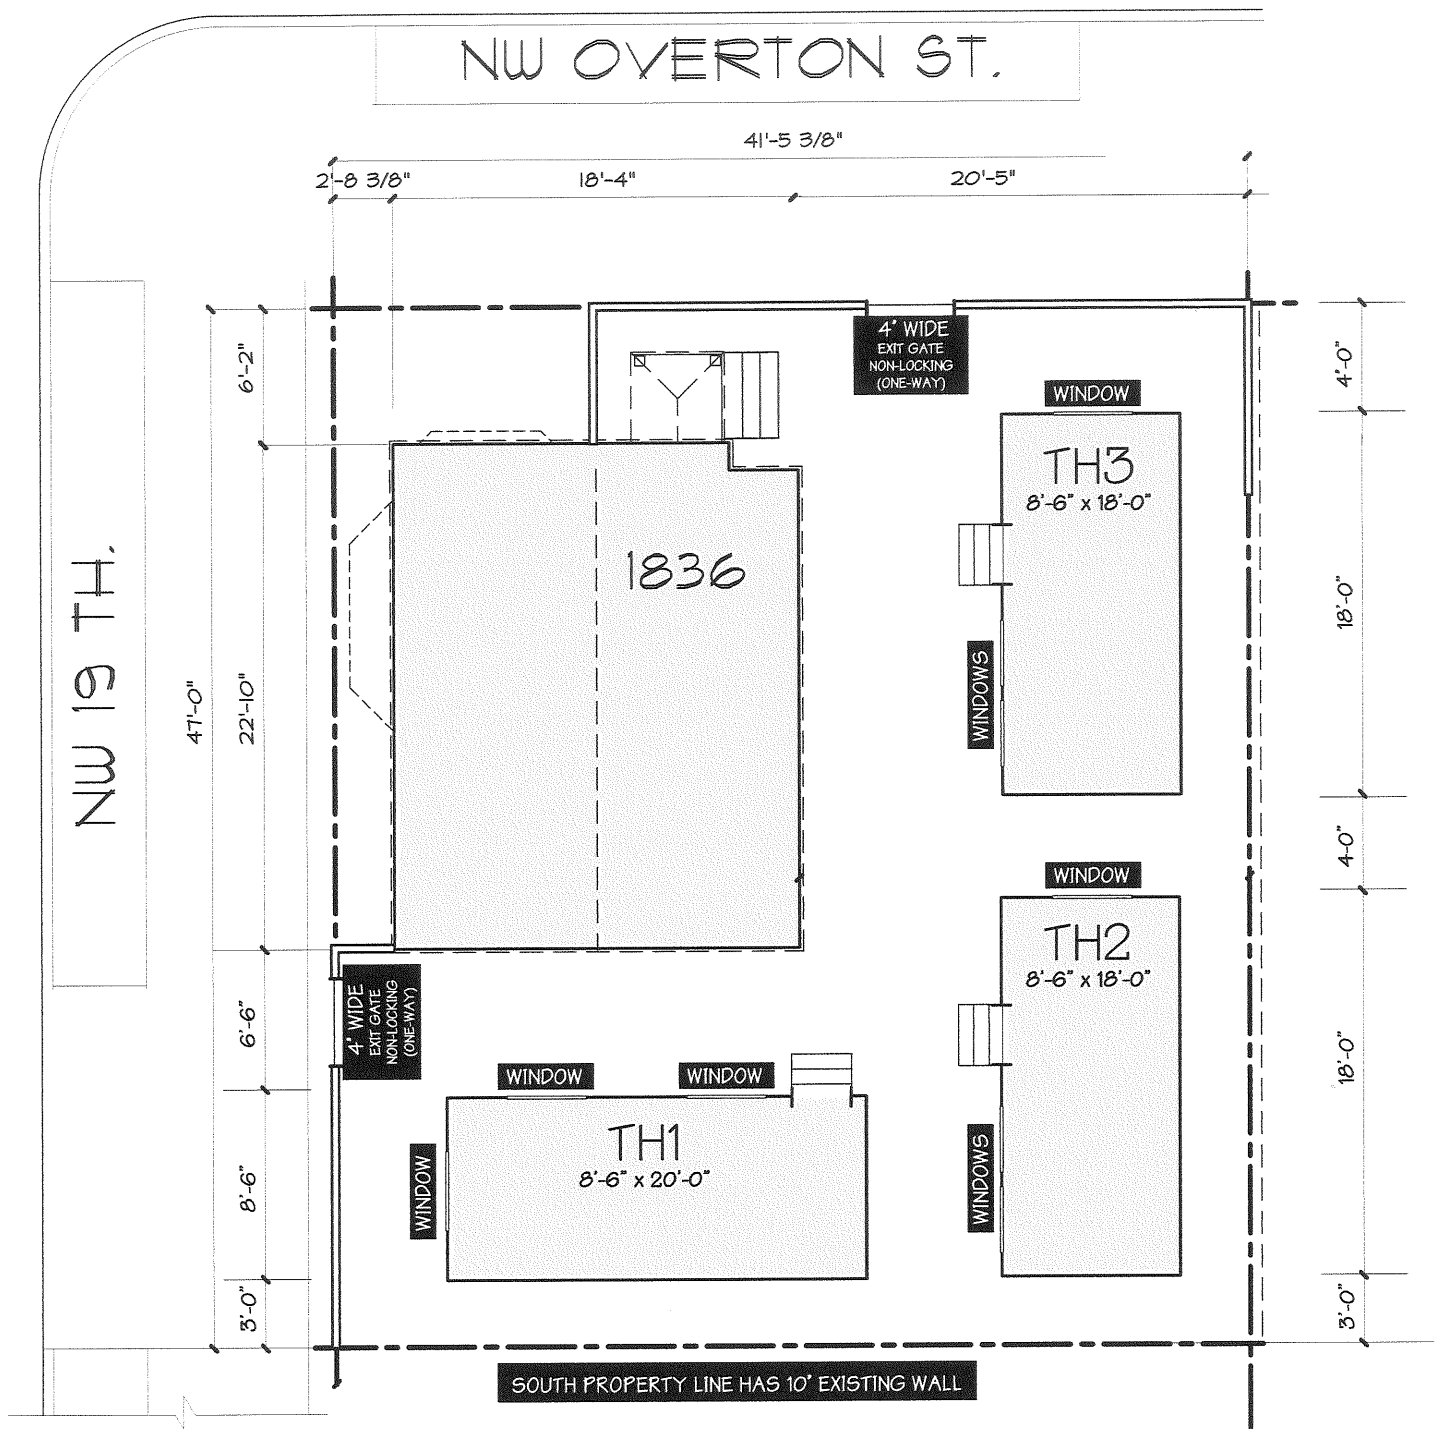 NW OVERTON ST.
41'-5 3/8"
2'-8 3/8"
18'-4"
20'-5"
4' WIDE
EXIT GATE
NON-LOCKING
(ONE-WAY)
6'-2"
4'-0"
WINDOW
TH3
8'-6" x 18'-0"
1836
NW 19 TH.
47'-0"
22'-10"
WINDOWS
18'-0"
4-0"
WINDOW
TH2
8'-6" x 18'-0"
4' WIDE
EXIT GATE
NON-LOCKING
(ONE-WAY)
6'-6"
18'-0"
WINDOW
WINDOW
TH1
8'-6" x 20'-0"
WINDOW
WINDOWS
8'-6"
3'-0"
3'-0"
SOUTH PROPERTY LINE HAS 10' EXISTING WALL